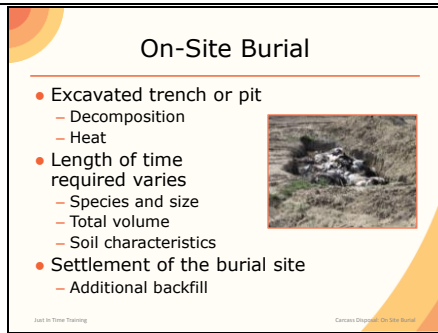 On-Site Burial
● Excavated trench or pit
– Decomposition
– Heat
● Length of time
required varies
– Species and size
– Total volume
– Soil characteristics
● Settlement of the burial site
– Additional backfill
Just In Time Training
Carcass Disposal: On Site Burial